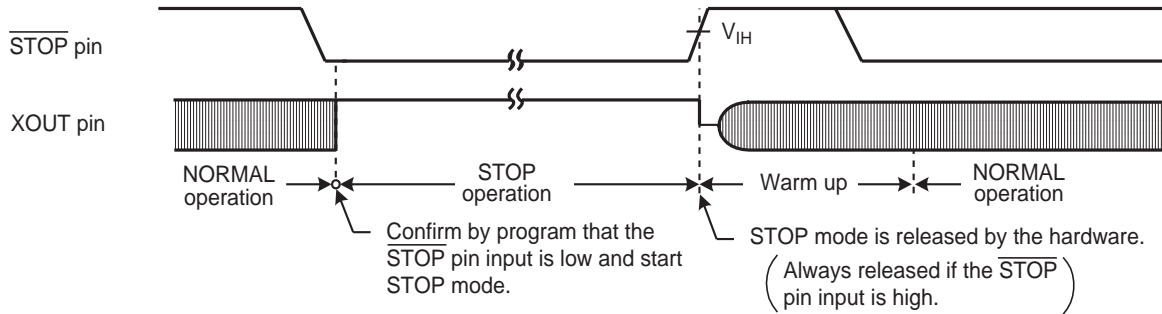 STOP pin
VIH
XOUT pin
NORMAL
operation
STOP
operation
Warm up
NORMAL
operation
Confirm by program that the
STOP pin input is low and start
STOP mode.
STOP mode is released by the hardware.
( Always released if the STOP
pin input is high. )